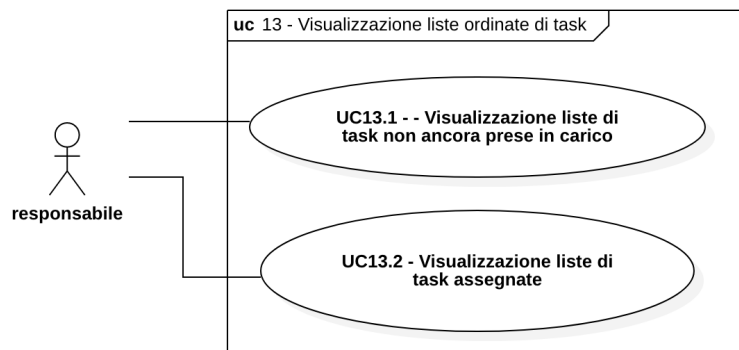 uc 13 - Visualizzazione liste ordinate di task
UC13.1 - - Visualizzazione liste di
task non ancora prese in carico
responsabile
UC13.2 - Visualizzazione liste di
task assegnate